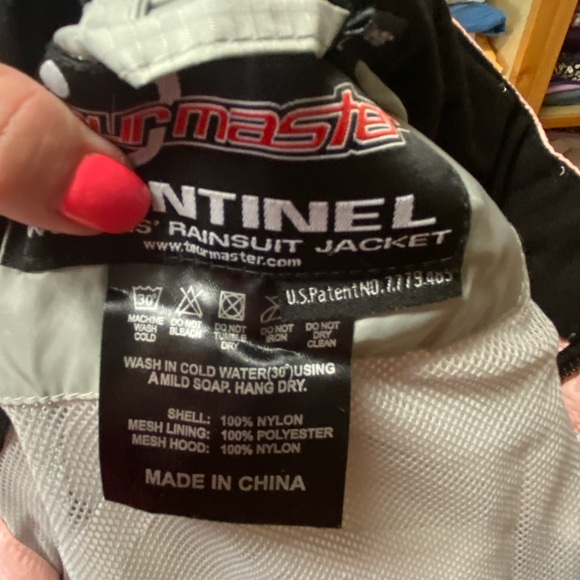 NTINEL
RAINSUIT JACKET
www.tourmaster.com
U.S.Patent NO.7,779,485
30°
MACHINE WASH COLD
DO NOT BLEACH
DO NOT TUMBLE DRY
DO NOT IRON
DO NOT DRY CLEAN
WASH IN COLD WATER(30°)USING
A MILD SOAP. HANG DRY.
SHELL: 100% NYLON
MESH LINING: 100% POLYESTER
MESH HOOD: 100% NYLON
MADE IN CHINA